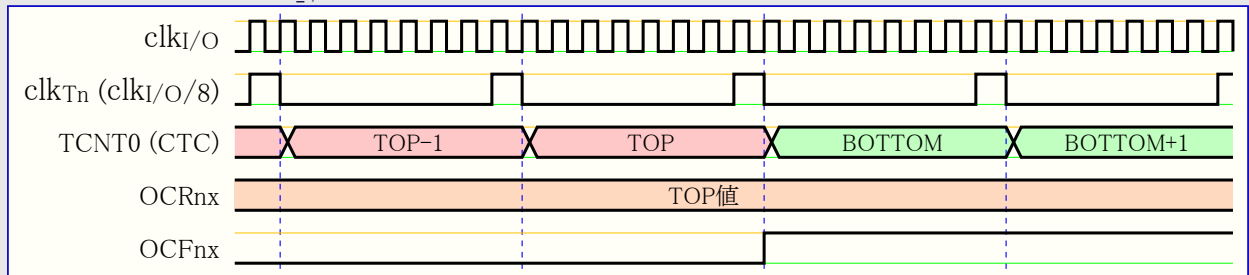 clkI/O
clkTn (clkI/O/8)
TCNT0 (CTC) TOP-1 TOP BOTTOM BOTTOM+1
OCRnx TOP値
OCFnx